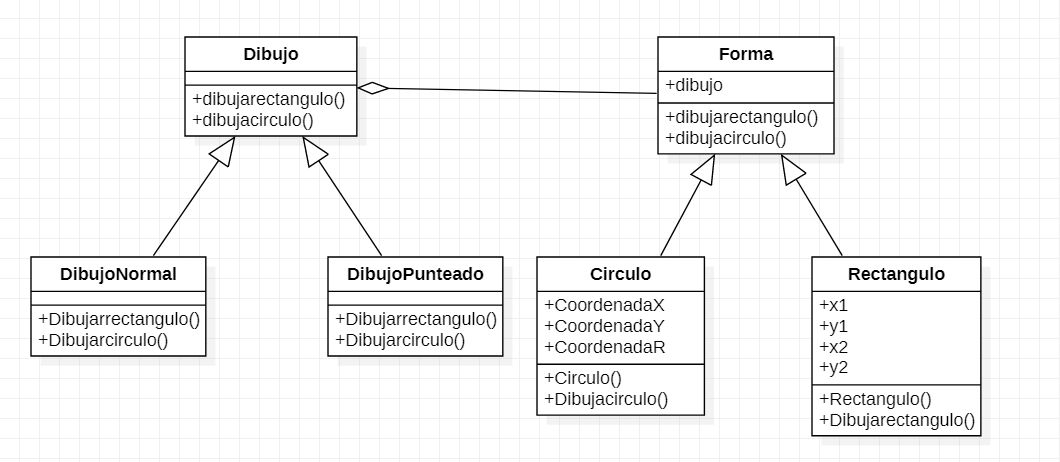 Dibujo
+dibujarectangulo()
+dibujacirculo()
Forma
+dibujo
+dibujarectangulo()
+dibujacirculo()
DibujoNormal
+Dibujarrectangulo()
+Dibujarcirculo()
DibujoPunteado
+Dibujarrectangulo()
+Dibujarcirculo()
Circulo
+CoordenadaX
+CoordenadaY
+CoordenadaR
+Circulo()
+Dibujacirculo()
Rectangulo
+x1
+y1
+x2
+y2
+Rectangulo()
+Dibujarectangulo()